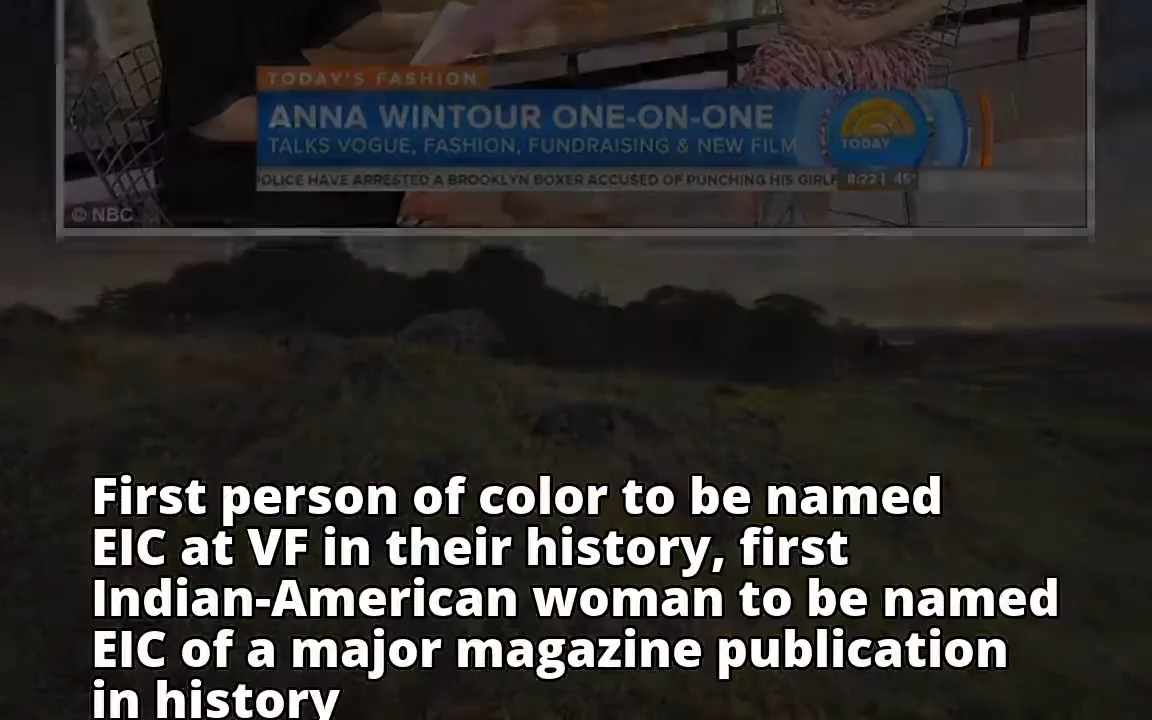 TODAY'S FASHION
ANNA WINTOUR ONE-ON-ONE
TALKS VOGUE, FASHION, FUNDRAISING & NEW FILM
TODAY
OLICE HAVE ARRESTED A BROOKLYN BOXER ACCUSED OF PUNCHING HIS GIRLF 8:22 | 45°
© NBC
First person of color to be named
EIC at VF in their history, first
Indian-American woman to be named
EIC of a major magazine publication
in history